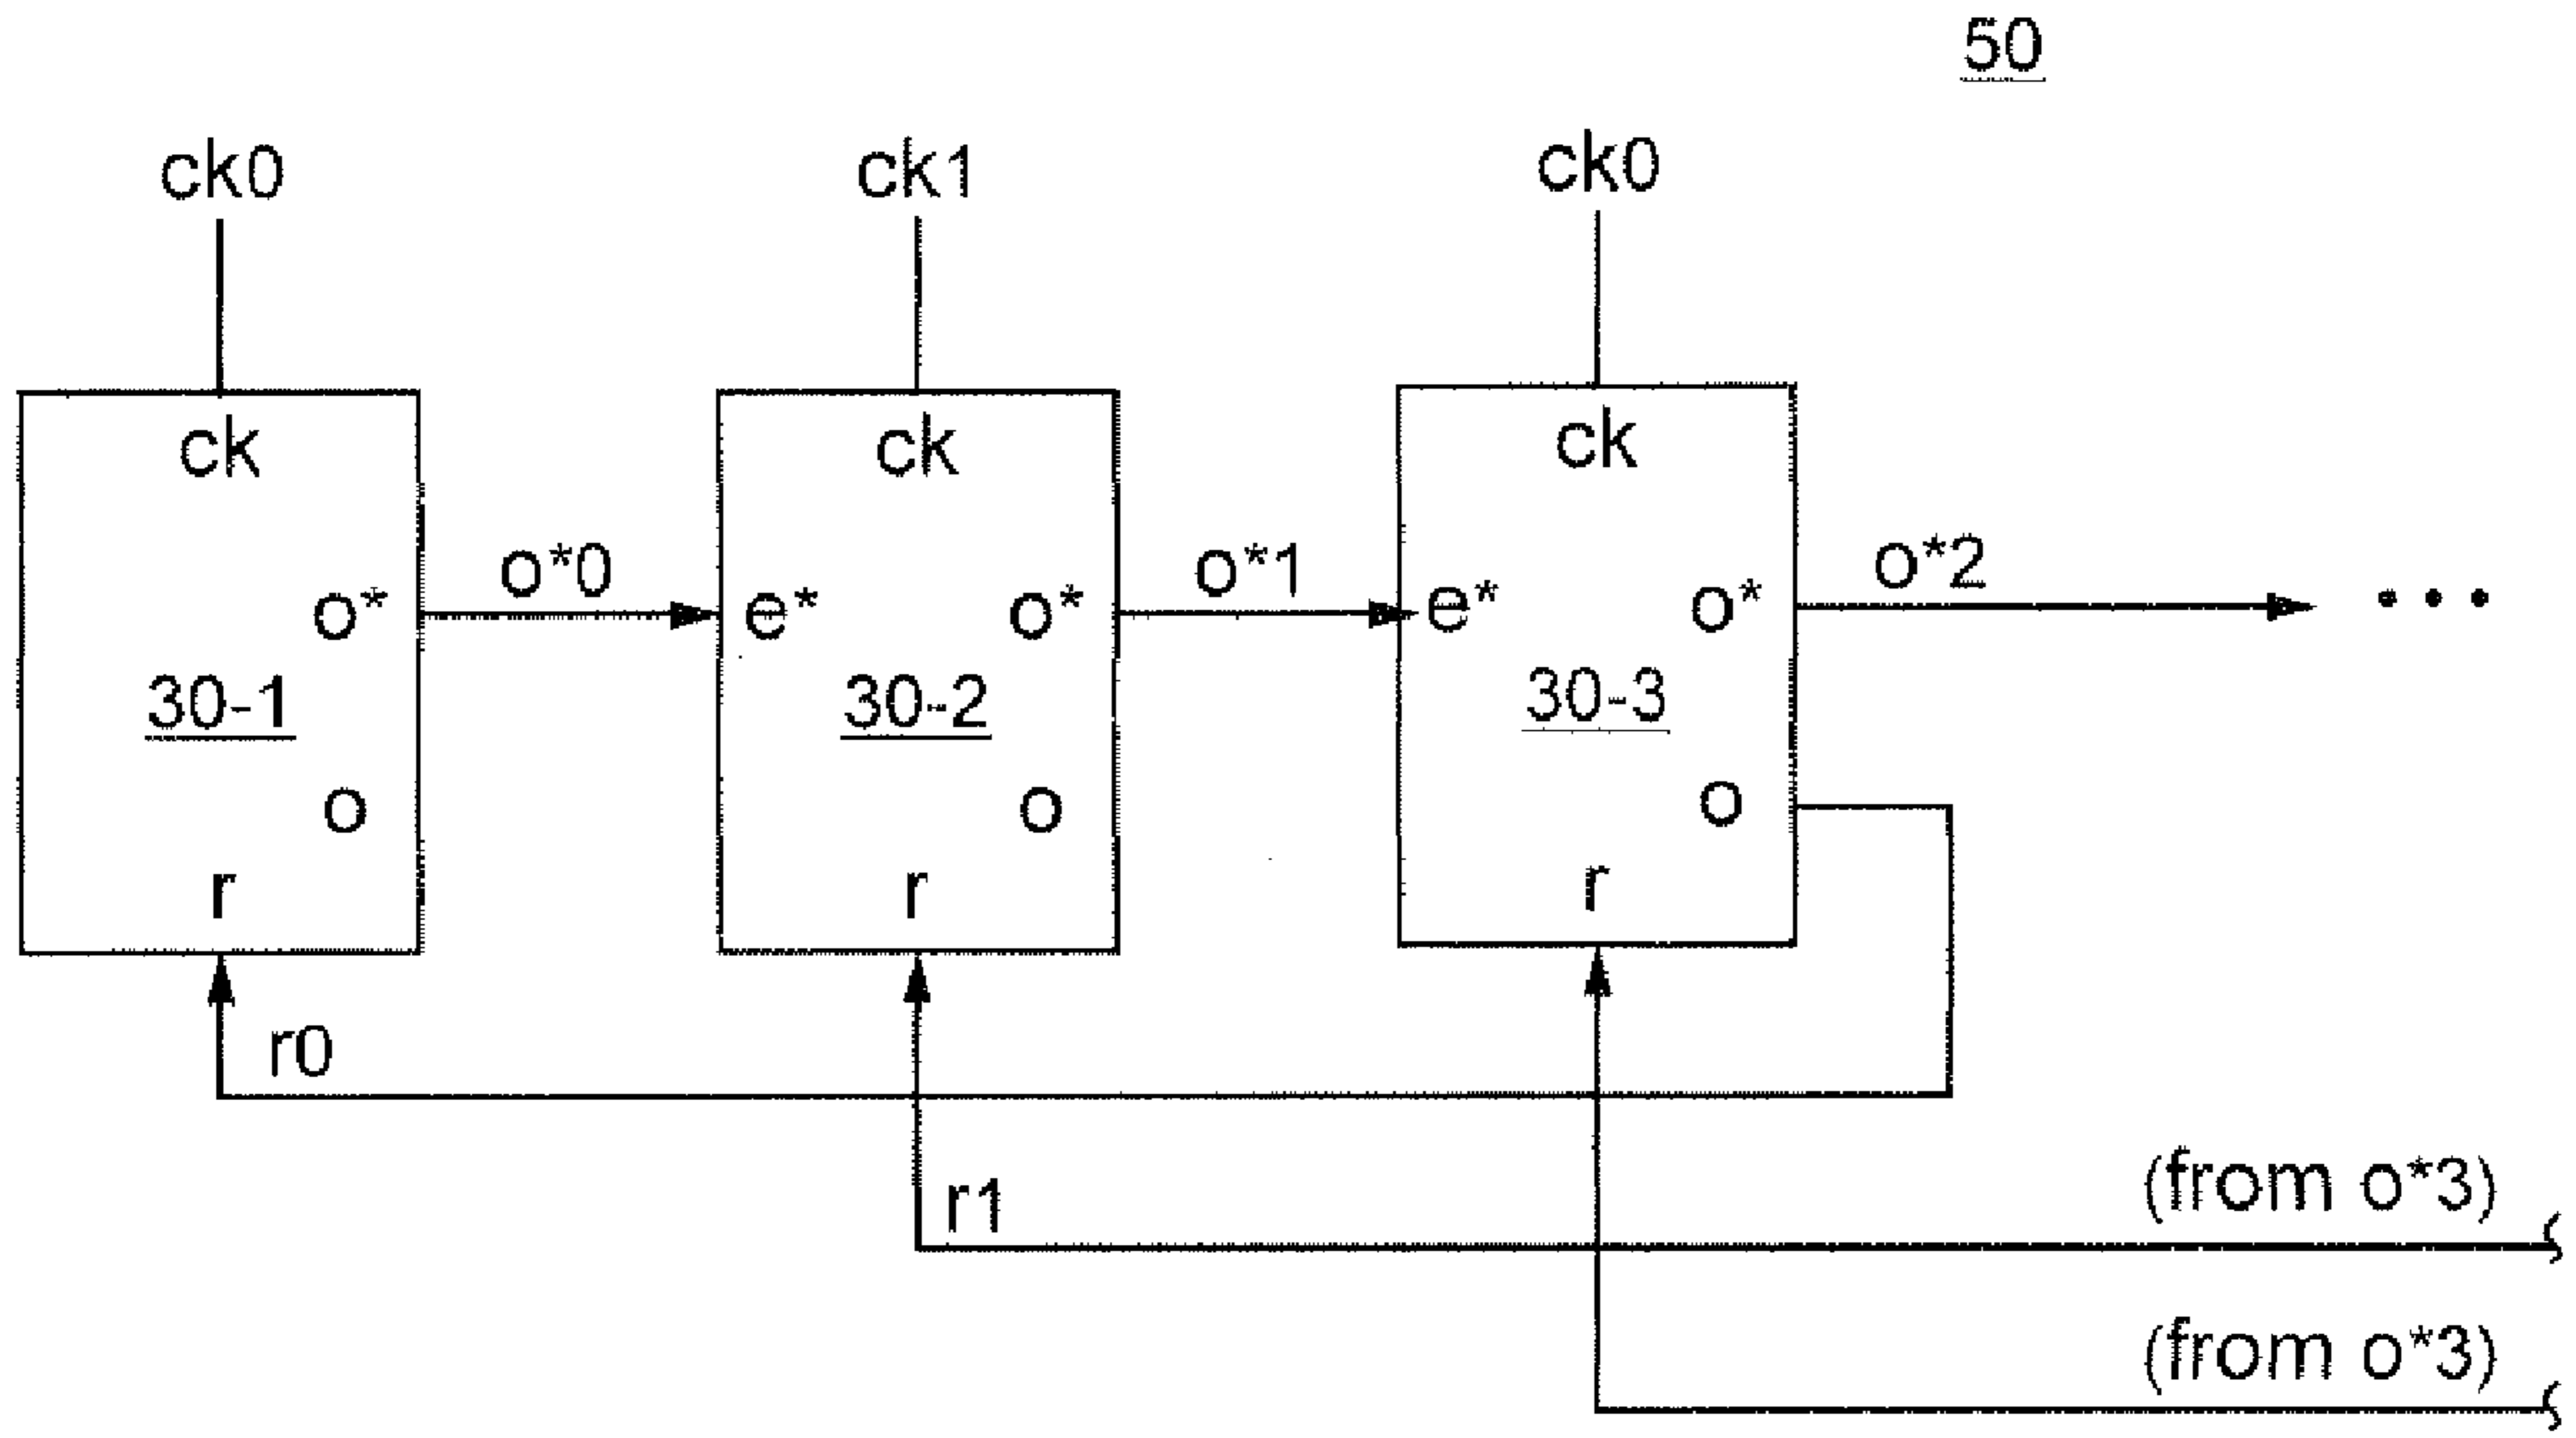 50
ck0 ck1 ck0
ck ck ck
o* o*0 e* o* o*1 e* o* o*2 • • •
30-1 30-2 30-3
o o o
r r r
r0
r1 (from o*3)
(from o*3)